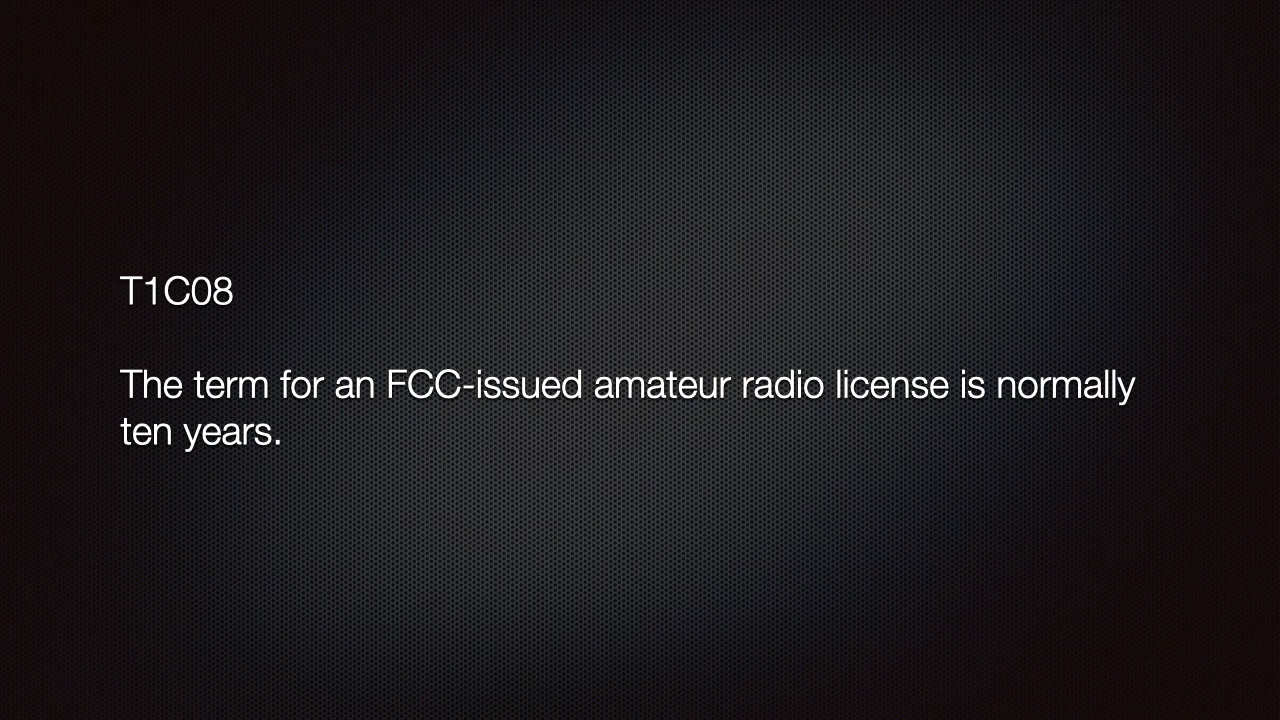 T1C08
The term for an FCC-issued amateur radio license is normally
ten years.